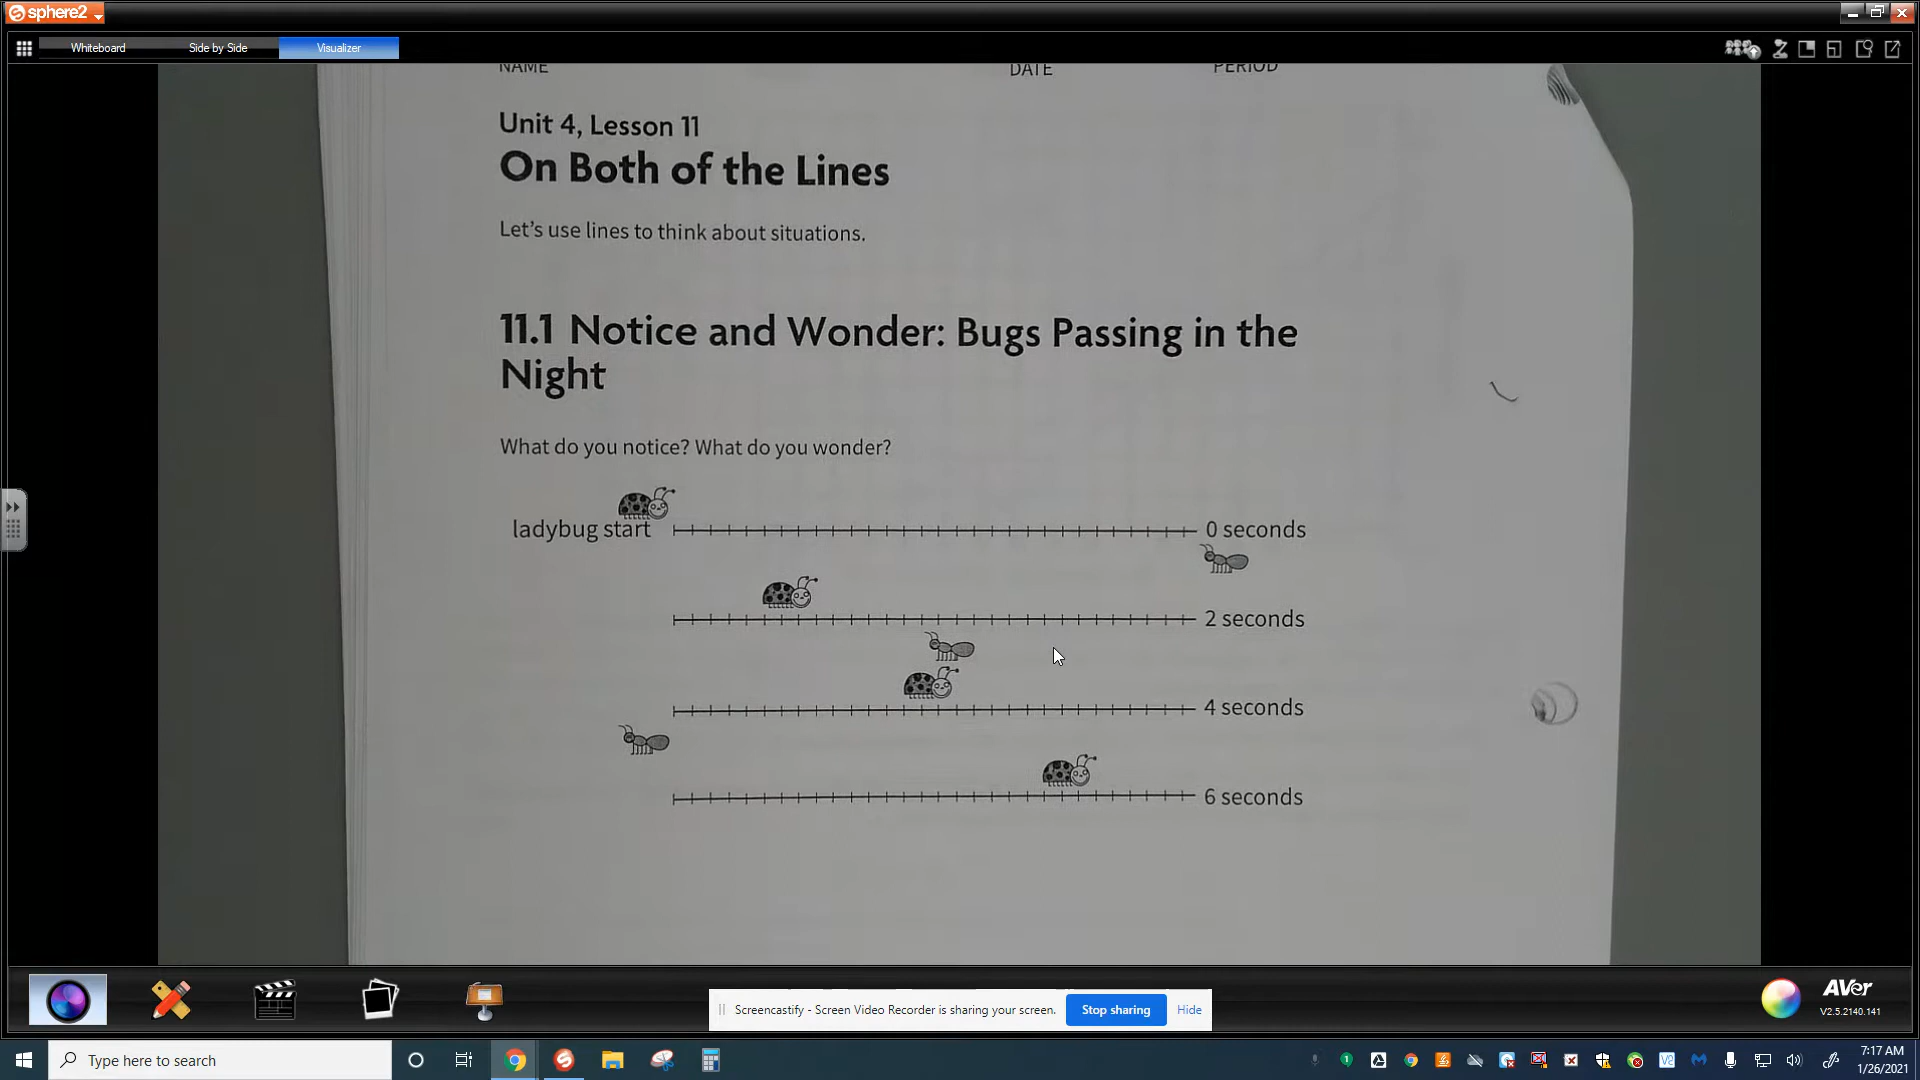 sphere2
Whiteboard Side by Side Visualizer
NAME DATE PERIOD
Unit 4, Lesson 11
On Both of the Lines
Let's use lines to think about situations.
11.1 Notice and Wonder: Bugs Passing in the
Night
What do you notice? What do you wonder?
ladybug start 0 seconds
2 seconds
4 seconds
6 seconds
Screencastify - Screen Video Recorder is sharing your screen. Stop sharing Hide
AVer
V2.5.2140.141
Type here to search
7:17 AM
1/26/2021